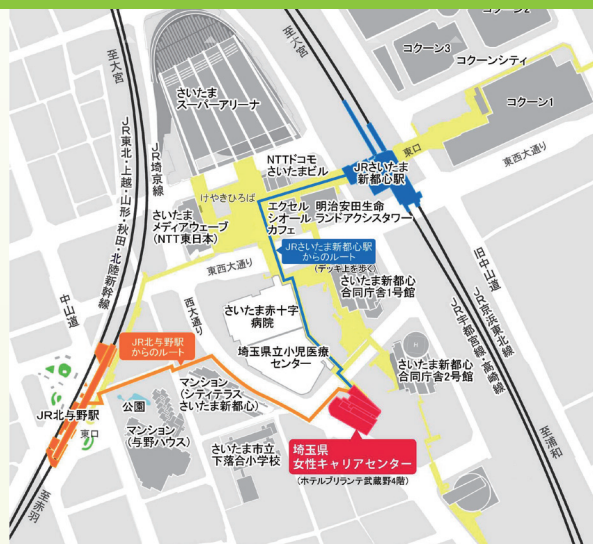 コクーン2
コクーン3
コクーンシティ
コクーン1
至大宮
至大宮
さいたま
スーパーアリーナ
JR東北・上越・山形・秋田・北陸新幹線
JR埼京線
NTTドコモ
さいたまビル
JRさいたま
新都心駅
東口
東西大通り
けやきひろば
さいたま
メディアウェーブ
(NTT東日本)
エクセル
シオール
カフェ
明治安田生命
ランドアクシスタワー
JRさいたま新都心駅
からのルート
(デッキ上を歩く)
東西大通り
さいたま新都心
合同庁舎1号館
旧中山道
中山道
西大通り
さいたま赤十字
病院
JR京浜東北線
JR宇都宮線・高崎線
JR北与野駅
からのルート
埼玉県立小児医療
センター
さいたま新都心
合同庁舎2号館
マンション
(シティテラス
さいたま新都心)
JR北与野駅
公園
東口
マンション
(与野ハウス)
さいたま市立
下落合小学校
埼玉県
女性キャリアセンター
(ホテルブリランテ武蔵野4階)
至浦和
至赤羽